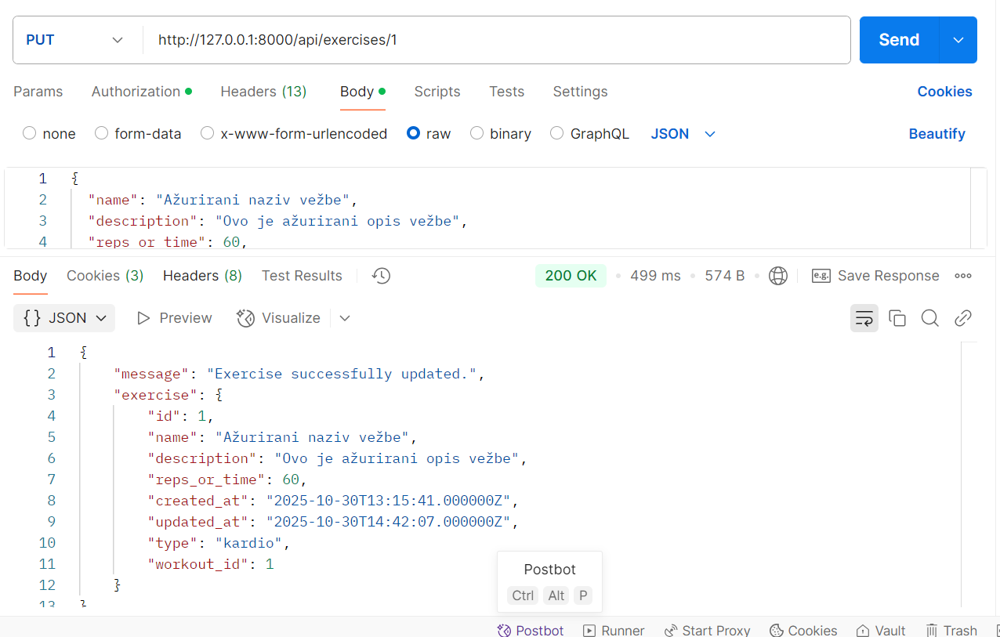 PUT http://127.0.0.1:8000/api/exercises/1 Send
Params Authorization Headers (13) Body Scripts Tests Settings Cookies
none form-data x-www-form-urlencoded raw binary GraphQL JSON Beautify
1 {
2 "name": "Ažurirani naziv vežbe",
3 "description": "Ovo je ažurirani opis vežbe",
4 "reps_or_time": 60,
Body Cookies (3) Headers (8) Test Results 200 OK 499 ms 574 B e.g. Save Response
{} JSON Preview Visualize
1 {
2 "message": "Exercise successfully updated.",
3 "exercise": {
4 "id": 1,
5 "name": "Ažurirani naziv vežbe",
6 "description": "Ovo je ažurirani opis vežbe",
7 "reps_or_time": 60,
8 "created_at": "2025-10-30T13:15:41.000000Z",
9 "updated_at": "2025-10-30T14:42:07.000000Z",
10 "type": "kardio",
11 "workout_id": 1
12 }
13 }
Postbot
Ctrl Alt P
Postbot Runner Start Proxy Cookies Vault Trash